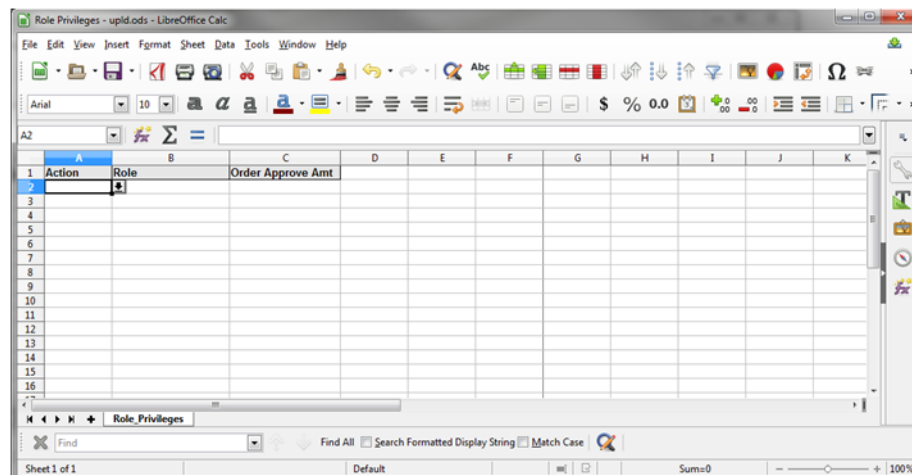 Role Privileges - upld.ods - LibreOffice Calc
File Edit View Insert Format Sheet Data Tools Window Help
Arial 10 a a a a $ % 0.0
A2
A B C D E F G H I J K
1 Action Role Order Approve Amt
2
3
4
5
6
7
8
9
10
11
12
13
14
15
16
Role_Privileges
Find Find All Search Formatted Display String Match Case
Sheet 1 of 1 Default Sum=0 100%